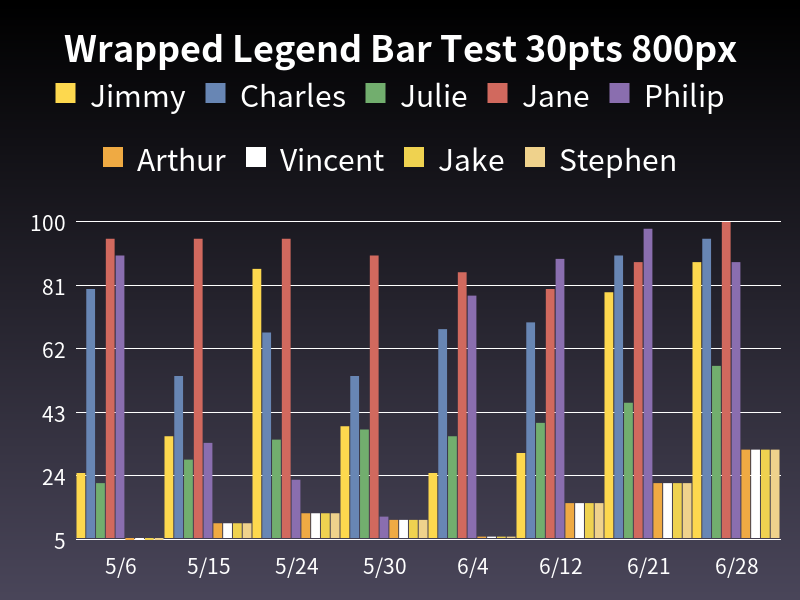 Wrapped Legend Bar Test 30pts 800px
Jimmy Charles Julie Jane Philip
Arthur Vincent Jake Stephen
100
81
62
43
24
5
5/6 5/15 5/24 5/30 6/4 6/12 6/21 6/28